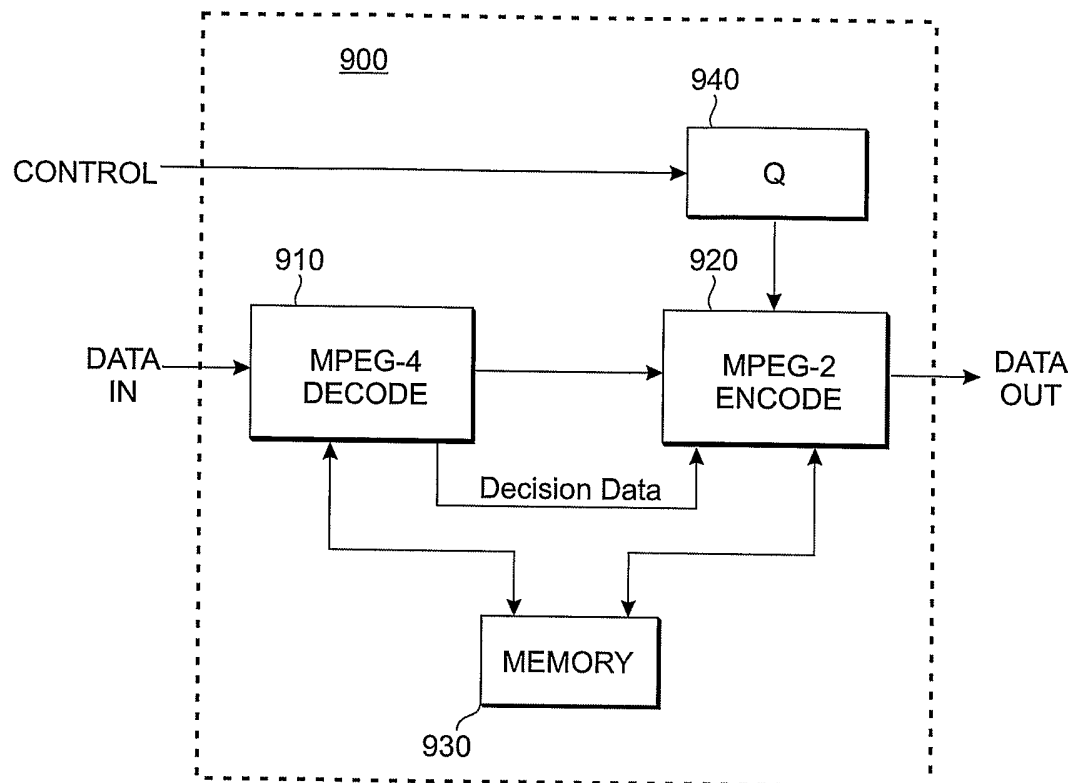 900
940
CONTROL
Q
910
920
DATA
IN
MPEG-4
DECODE
MPEG-2
ENCODE
DATA
OUT
Decision Data
MEMORY
930